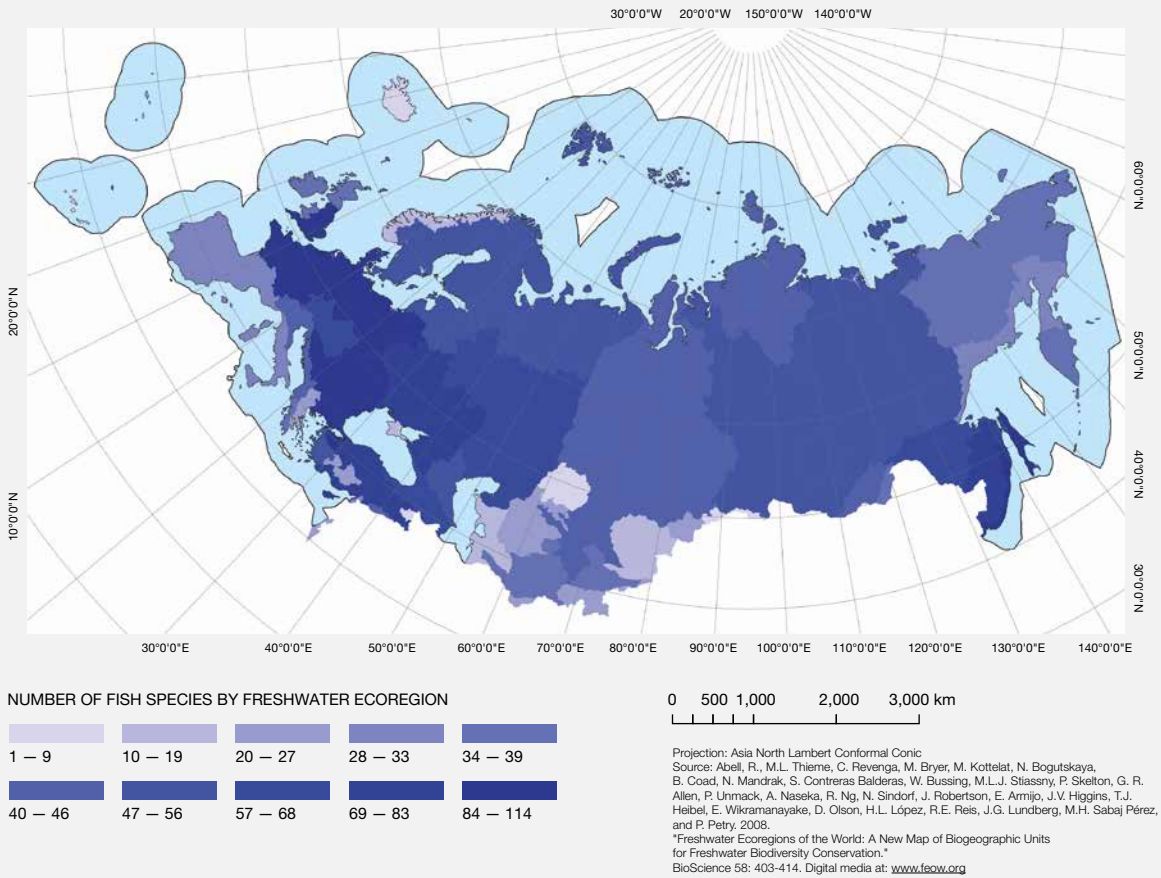 30°0'0"W 20°0'0"W 150°0'0"W 140°0'0"W
60°0'0"N
20°0'0"N
50°0'0"N
40°0'0"N
10°0'0"N
30°0'0"N
30°0'0"E 40°0'0"E 50°0'0"E 60°0'0"E 70°0'0"E 80°0'0"E 90°0'0"E 100°0'0"E 110°0'0"E 120°0'0"E 130°0'0"E 140°0'0"E
NUMBER OF FISH SPECIES BY FRESHWATER ECOREGION
1 — 9 10 — 19 20 — 27 28 — 33 34 — 39
40 — 46 47 — 56 57 — 68 69 — 83 84 — 114
0 500 1,000 2,000 3,000 km
Projection: Asia North Lambert Conformal Conic
Source: Abell, R., M.L. Thieme, C. Revenga, M. Bryer, M. Kottelat, N. Bogutskaya,
B. Coad, N. Mandrak, S. Contreras Balderas, W. Bussing, M.L.J. Stiassny, P. Skelton, G. R.
Allen, P. Unmack, A. Naseka, R. Ng, N. Sindorf, J. Robertson, E. Armijo, J.V. Higgins, T.J.
Heibel, E. Wikramanayake, D. Olson, H.L. López, R.E. Reis, J.G. Lundberg, M.H. Sabaj Pérez,
and P. Petry. 2008.
"Freshwater Ecoregions of the World: A New Map of Biogeographic Units
for Freshwater Biodiversity Conservation."
BioScience 58: 403-414. Digital media at: www.feow.org